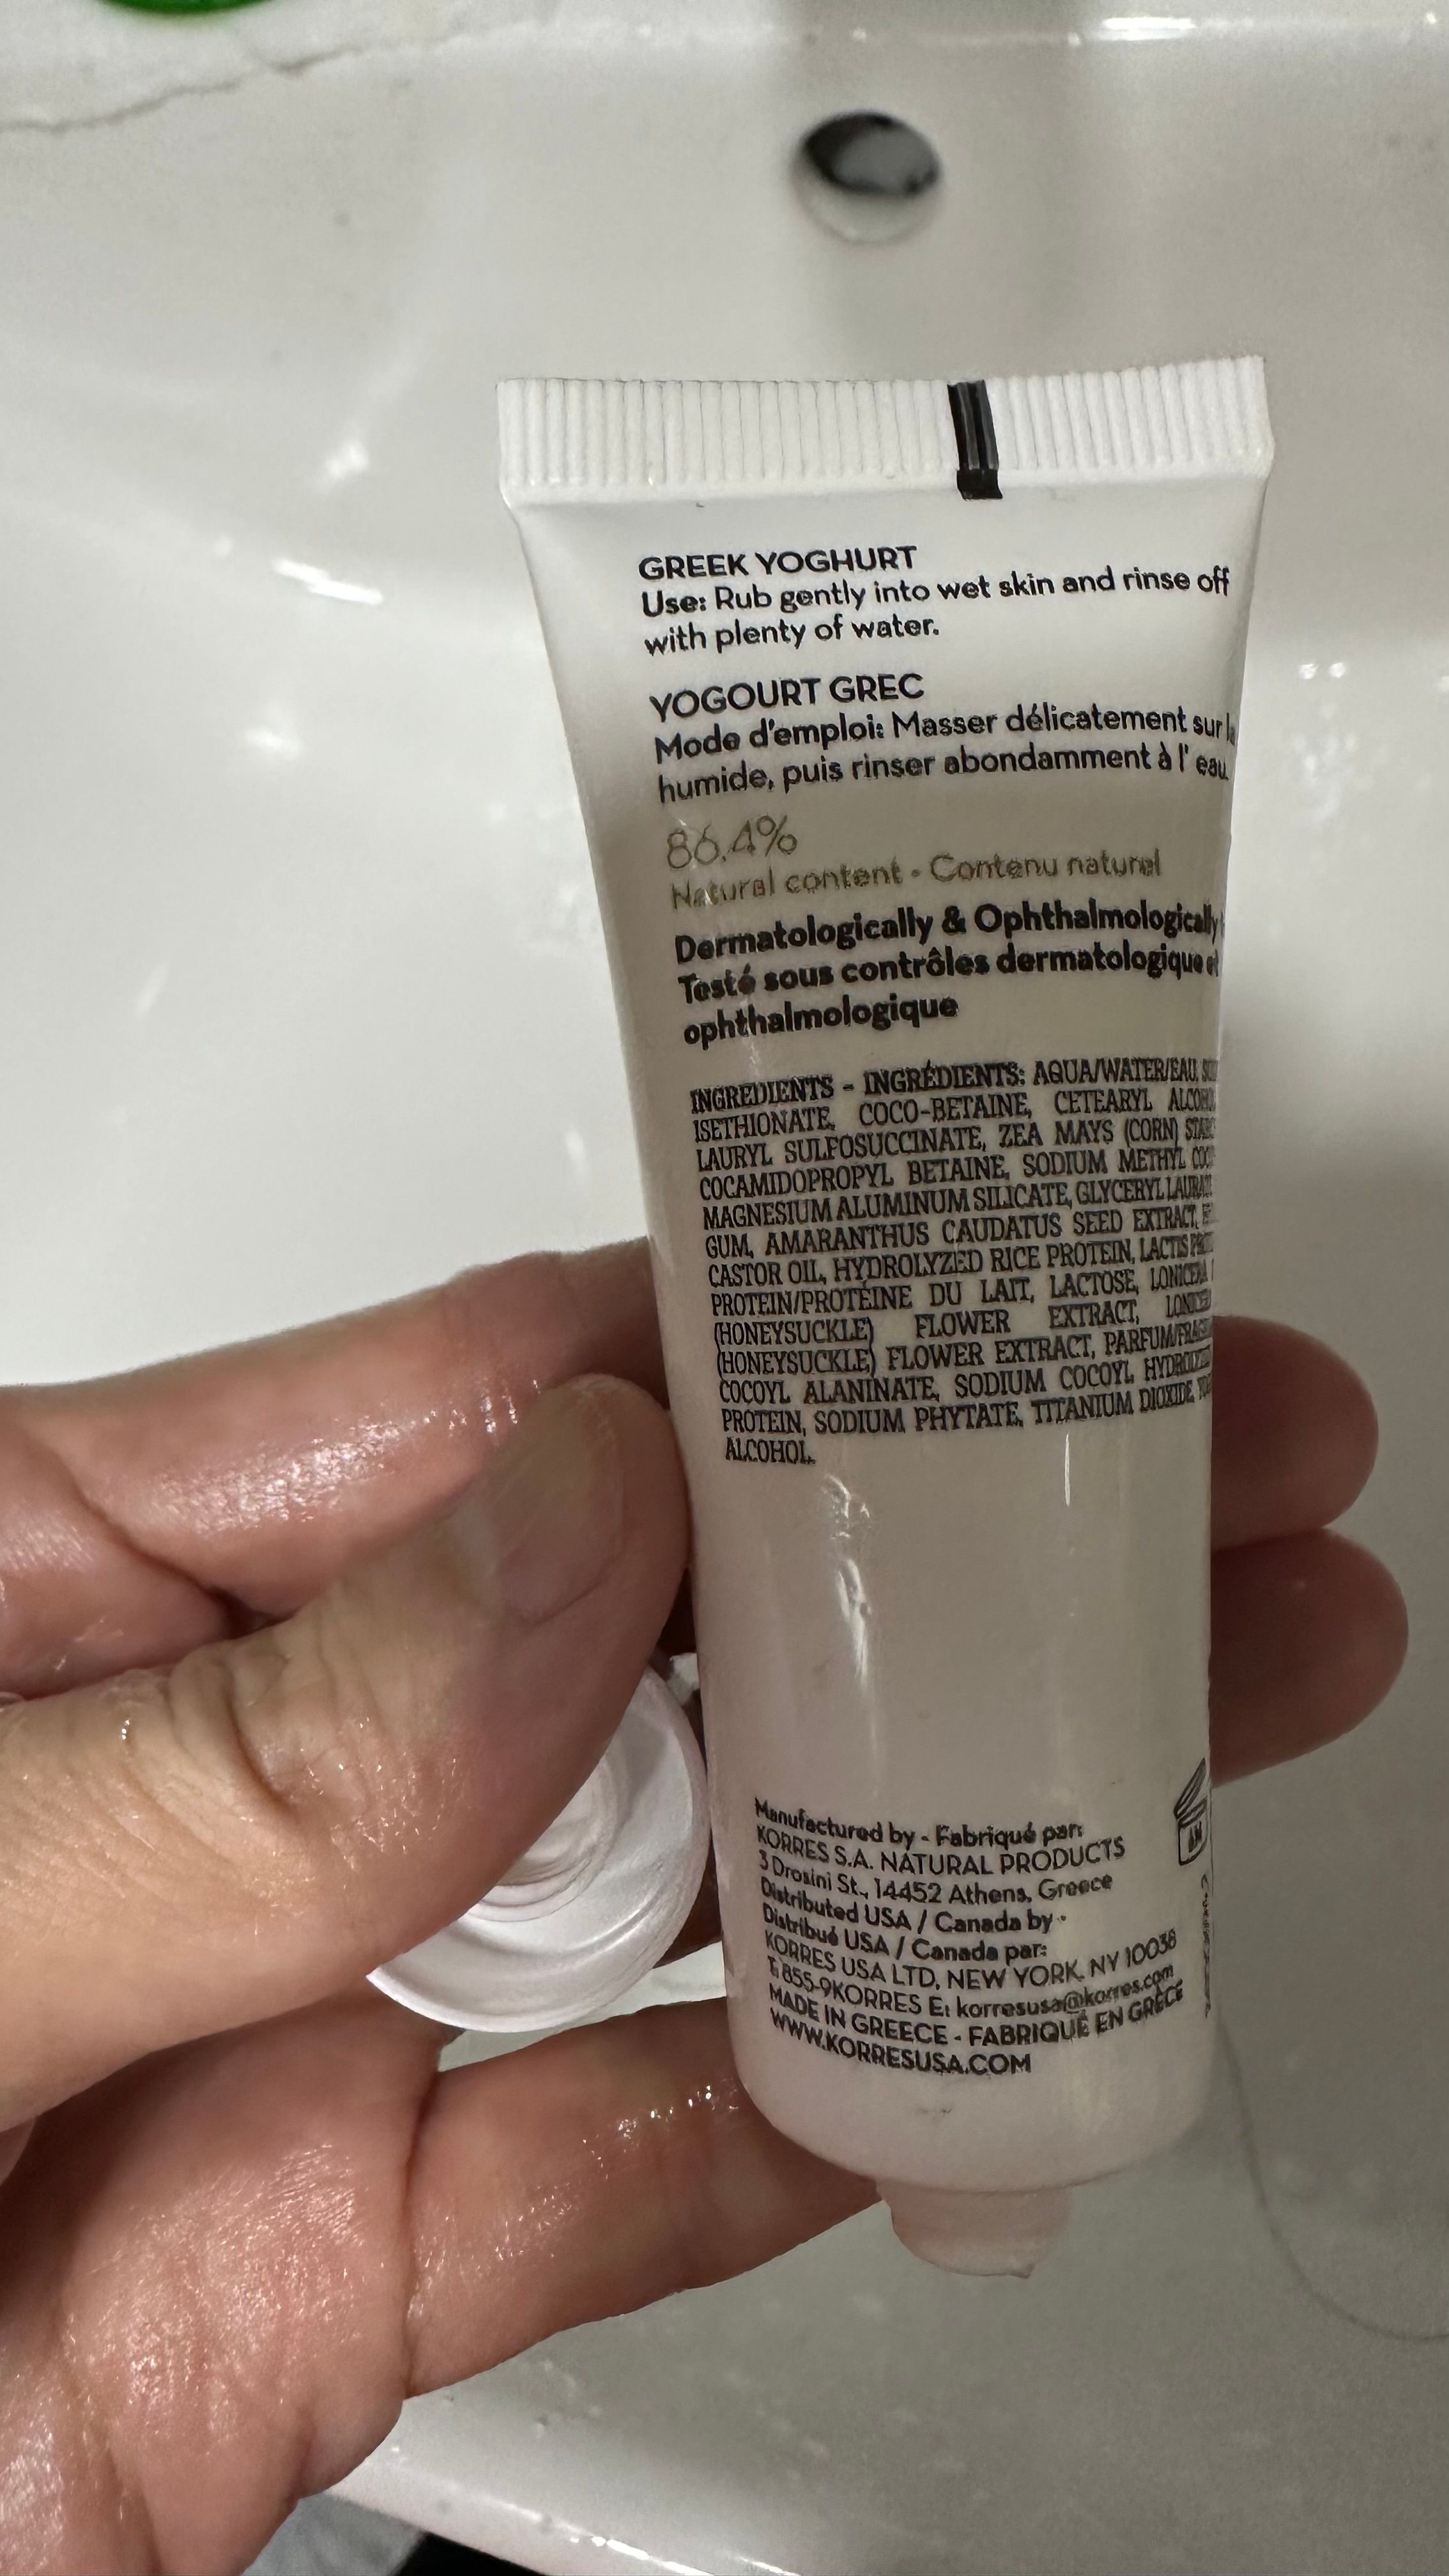 GREEK YOGHURT
Use: Rub gently into wet skin and rinse off
with plenty of water.
YOGOURT GREC
Mode d'emploi: Masser délicatement sur
humide, puis rinser abondamment à l' eau
86.4%
Natural content • Contenu naturel
Dermatologically & Ophthalmologically
Testé sous contrôles dermatologique et
ophthalmologique
INGREDIENTS - INGRÉDIENTS: AQUA/WATER/EAU,
ISETHIONATE, COCO-BETAINE, CETEARYL ALCOHOL
LAURYL SULFOSUCCINATE, ZEA MAYS (CORN)
COCAMIDOPROPYL BETAINE, SODIUM METHYL
MAGNESIUM ALUMINUM SILICATE, GLYCERYL
GUM, AMARANTHUS CAUDATUS SEED EXTRACT,
CASTOR OIL, HYDROLYZED RICE PROTEIN, LACTIS
PROTEIN/PROTÉINE DU LAIT, LACTOSE, LONICERA
(HONEYSUCKLE) FLOWER EXTRACT,
(HONEYSUCKLE) FLOWER EXTRACT,
COCOYL ALANINATE, SODIUM COCOYL
PROTEIN, SODIUM PHYTATE, TITANIUM DIOXIDE,
ALCOHOL.
Manufactured by - Fabriqué par:
KORRES S.A. NATURAL PRODUCTS
3 Drosini St., 14452 Athens, Greece
Distributed USA / Canada by -
Distribué USA / Canada par:
KORRES USA LTD, NEW YORK, NY 10038
T: 855-9KORRES E: korresusa@korres.com
MADE IN GREECE - FABRIQUÉ EN GRÈCE
WWW.KORRESUSA.COM